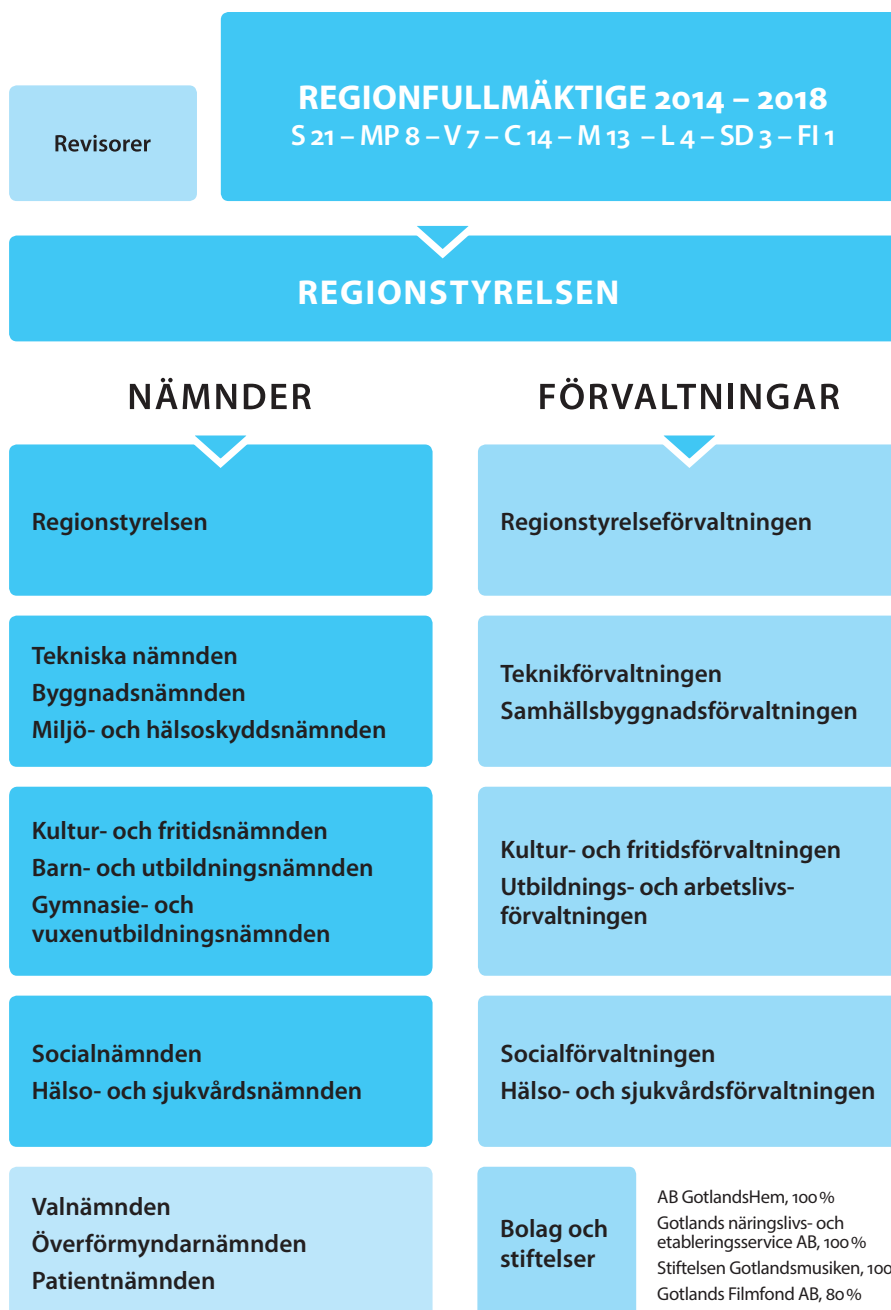 Revisorer
REGIONFULLMÄKTIGE 2014 – 2018
S 21 – MP 8 – V 7 – C 14 – M 13 – L 4 – SD 3 – FI 1
REGIONSTYRELSEN
NÄMNDER
Regionstyrelsen
Tekniska nämnden
Byggnadsnämnden
Miljö- och hälsoskyddsnämnden
Kultur- och fritidsnämnden
Barn- och utbildningsnämnden
Gymnasie- och
vuxenutbildningsnämnden
Socialnämnden
Hälso- och sjukvårdsnämnden
Valnämnden
Överförmyndarnämnden
Patientnämnden
FÖRVALTNINGAR
Regionstyrelseförvaltningen
Teknikförvaltningen
Samhällsbyggnadsförvaltningen
Kultur- och fritidsförvaltningen
Utbildnings- och arbetslivs-
förvaltningen
Socialförvaltningen
Hälso- och sjukvårdsförvaltningen
Bolag och
stiftelser
AB GotlandsHem, 100 %
Gotlands näringslivs- och
etableringsservice AB, 100 %
Stiftelsen Gotlandsmusiken, 100
Gotlands Filmfond AB, 80 %